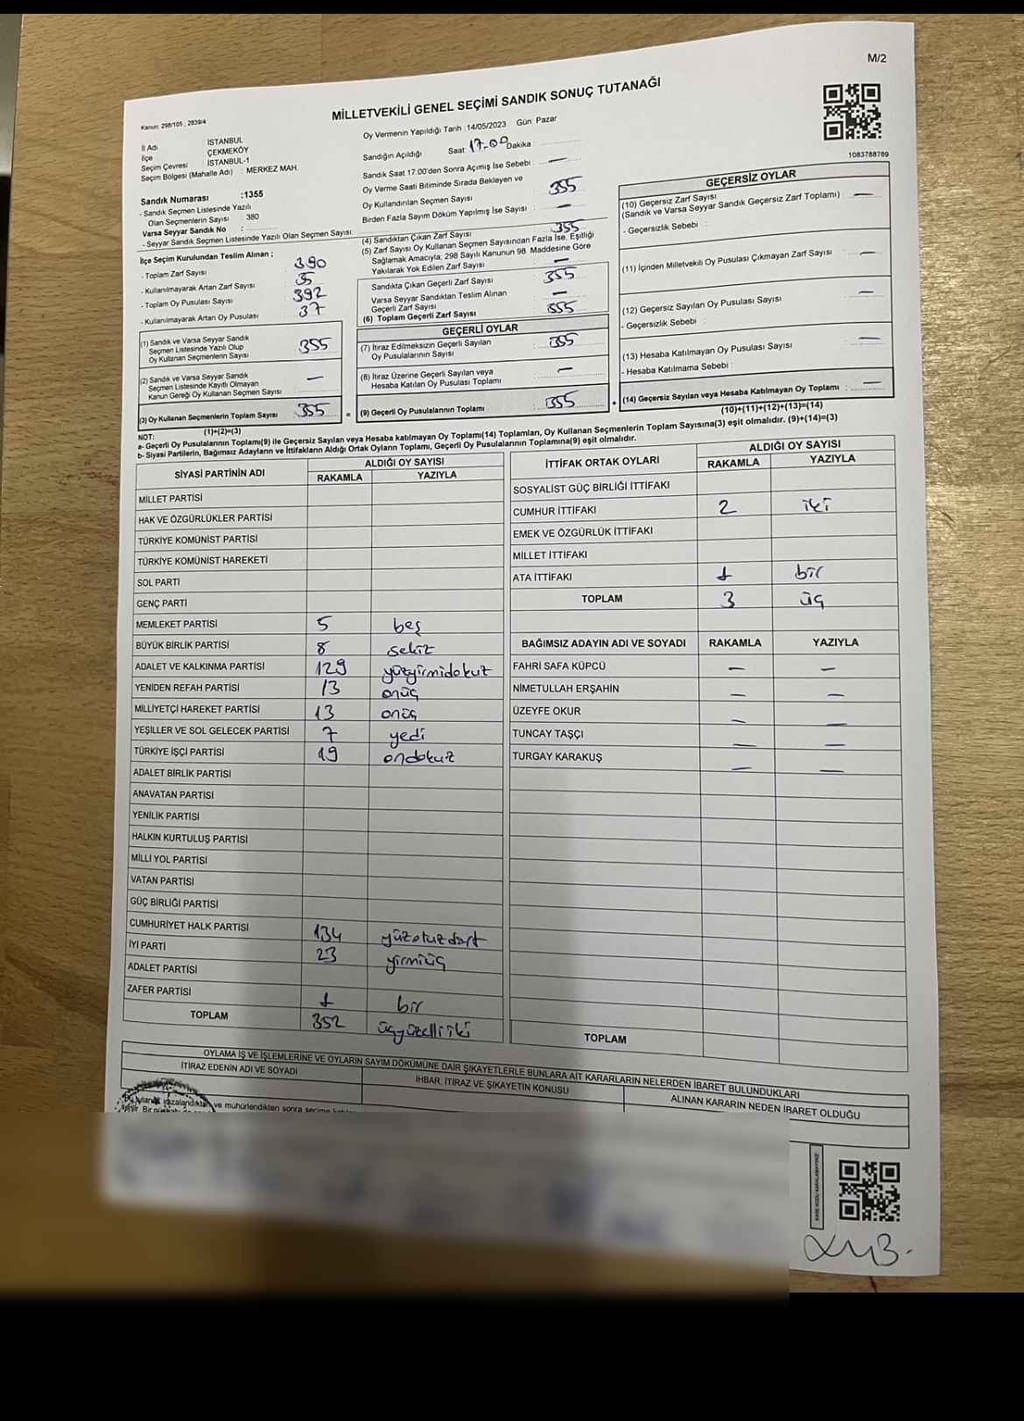 M/2
MİLLETVEKİLİ GENEL SEÇİMİ SANDIK SONUÇ TUTANAĞI
Kanun: 298/105 , 2839/4
İl Adı : İSTANBUL
İlçe : ÇEKMEKÖY
Seçim Çevresi : İSTANBUL-1
Seçim Bölgesi (Mahalle Adı) : MERKEZ MAH.
Oy Vermenin Yapıldığı Tarih :14/05/2023 Gün: Pazar
Sandığın Açıldığı Saat 17.00 Dakika
Sandık Saat 17:00'den Sonra Açmış İse Sebebi : —
Oy Verme Saati Bitiminde Sırada Bekleyen ve
Oy Kullandırılan Seçmen Sayısı 355
Birden Fazla Sayım Döküm Yapılmış İse Sayısı : —
1083788789
Sandık Numarası :1355
- Sandık Seçmen Listesinde Yazılı
Olan Seçmenlerin Sayısı : 380
Varsa Seyyar Sandık No :
- Seyyar Sandık Seçmen Listesinde Yazılı Olan Seçmen Sayısı:
İlçe Seçim Kurulundan Teslim Alınan ;
- Toplam Zarf Sayısı 390
- Kullanılmayarak Artan Zarf Sayısı 35
- Toplam Oy Pusulası Sayısı 392
- Kullanılmayarak Artan Oy Pusulası 37
(1) Sandık ve Varsa Seyyar Sandık
Seçmen Listesinde Yazılı Olup
Oy Kullanan Seçmenlerin Sayısı 355
(2) Sandık ve Varsa Seyyar Sandık
Seçmen Listesinde Kayıtlı Olmayan
Kanun Gereği Oy Kullanan Seçmen Sayısı —
(3) Oy Kullanan Seçmenlerin Toplam Sayısı 355
(1)+(2)=(3)
(4) Sandıktan Çıkan Zarf Sayısı 355
(5) Zarf Sayısı Oy Kullanan Seçmen Sayısından Fazla İse, Eşitliği
Sağlamak Amacıyla; 298 Sayılı Kanunun 98. Maddesine Göre
Yakılarak Yok Edilen Zarf Sayısı —
Sandıkta Çıkan Geçerli Zarf Sayısı 355
Varsa Seyyar Sandıktan Teslim Alınan
Geçerli Zarf Sayısı —
(6) Toplam Geçerli Zarf Sayısı 355
GEÇERLİ OYLAR
(7) İtiraz Edilmeksizin Geçerli Sayılan
Oy Pusulalarının Sayısı 355
(8) İtiraz Üzerine Geçerli Sayılan veya
Hesaba Katılan Oy Pusulası Toplamı —
(9) Geçerli Oy Pusulalarının Toplamı 355
GEÇERSİZ OYLAR
(10) Geçersiz Zarf Sayısı
(Sandık ve Varsa Seyyar Sandık Geçersiz Zarf Toplamı) —
- Geçersizlik Sebebi :
(11) İçinden Milletvekili Oy Pusulası Çıkmayan Zarf Sayısı —
(12) Geçersiz Sayılan Oy Pusulası Sayısı —
- Geçersizlik Sebebi :
(13) Hesaba Katılmayan Oy Pusulası Sayısı —
- Hesaba Katılmama Sebebi :
(14) Geçersiz Sayılan veya Hesaba Katılmayan Oy Toplamı : —
(10)+(11)+(12)+(13)=(14)
NOT:
a- Geçerli Oy Pusulalarının Toplamı(9) ile Geçersiz Sayılan veya Hesaba katılmayan Oy Toplamı(14) Toplamları, Oy Kullanan Seçmenlerin Toplam Sayısına(3) eşit olmalıdır. (9)+(14)=(3)
b- Siyasi Partilerin, Bağımsız Adayların ve İttifakların Aldığı Ortak Oyların Toplamı, Geçerli Oy Pusulalarının Toplamına(9) eşit olmalıdır.
SİYASİ PARTİNİN ADI ALDIĞI OY SAYISI
RAKAMLA YAZIYLA
MİLLET PARTİSİ
HAK VE ÖZGÜRLÜKLER PARTİSİ
TÜRKİYE KOMÜNİST PARTİSİ
TÜRKİYE KOMÜNİST HAREKETİ
SOL PARTİ
GENÇ PARTİ
MEMLEKET PARTİSİ 5 beş
BÜYÜK BİRLİK PARTİSİ 8 sekiz
ADALET VE KALKINMA PARTİSİ 129 yüzyirmidokuz
YENİDEN REFAH PARTİSİ 13 onüç
MİLLİYETÇİ HAREKET PARTİSİ 13 onüç
YEŞİLLER VE SOL GELECEK PARTİSİ 7 yedi
TÜRKİYE İŞÇİ PARTİSİ 19 ondokuz
ADALET BİRLİK PARTİSİ
ANAVATAN PARTİSİ
YENİLİK PARTİSİ
HALKIN KURTULUŞ PARTİSİ
MİLLİ YOL PARTİSİ
VATAN PARTİSİ
GÜÇ BİRLİĞİ PARTİSİ
CUMHURİYET HALK PARTİSİ 134 yüzotuzdört
İYİ PARTİ 23 yirmiüç
ADALET PARTİSİ
ZAFER PARTİSİ 1 bir
TOPLAM 352 üçyüzelliiki
İTTİFAK ORTAK OYLARI ALDIĞI OY SAYISI
RAKAMLA YAZIYLA
SOSYALİST GÜÇ BİRLİĞİ İTTİFAKI
CUMHUR İTTİFAKI 2 iki
EMEK VE ÖZGÜRLÜK İTTİFAKI
MİLLET İTTİFAKI
ATA İTTİFAKI 1 bir
TOPLAM 3 üç
BAĞIMSIZ ADAYIN ADI VE SOYADI RAKAMLA YAZIYLA
FAHRİ SAFA KÜPCÜ — —
NİMETULLAH ERŞAHİN — —
ÜZEYFE OKUR — —
TUNCAY TAŞÇI — —
TURGAY KARAKUŞ — —
TOPLAM
OYLAMA İŞ VE İŞLEMLERİNE VE OYLARIN SAYIM DÖKÜMÜNE DAİR ŞİKAYETLERLE BUNLARA AİT KARARLARIN NELERDEN İBARET BULUNDUKLARI
İTİRAZ EDENİN ADI VE SOYADI İHBAR, İTİRAZ VE ŞİKAYETİN KONUSU ALINAN KARARIN NEDEN İBARET OLDUĞU
ve mühürlendikten sonra